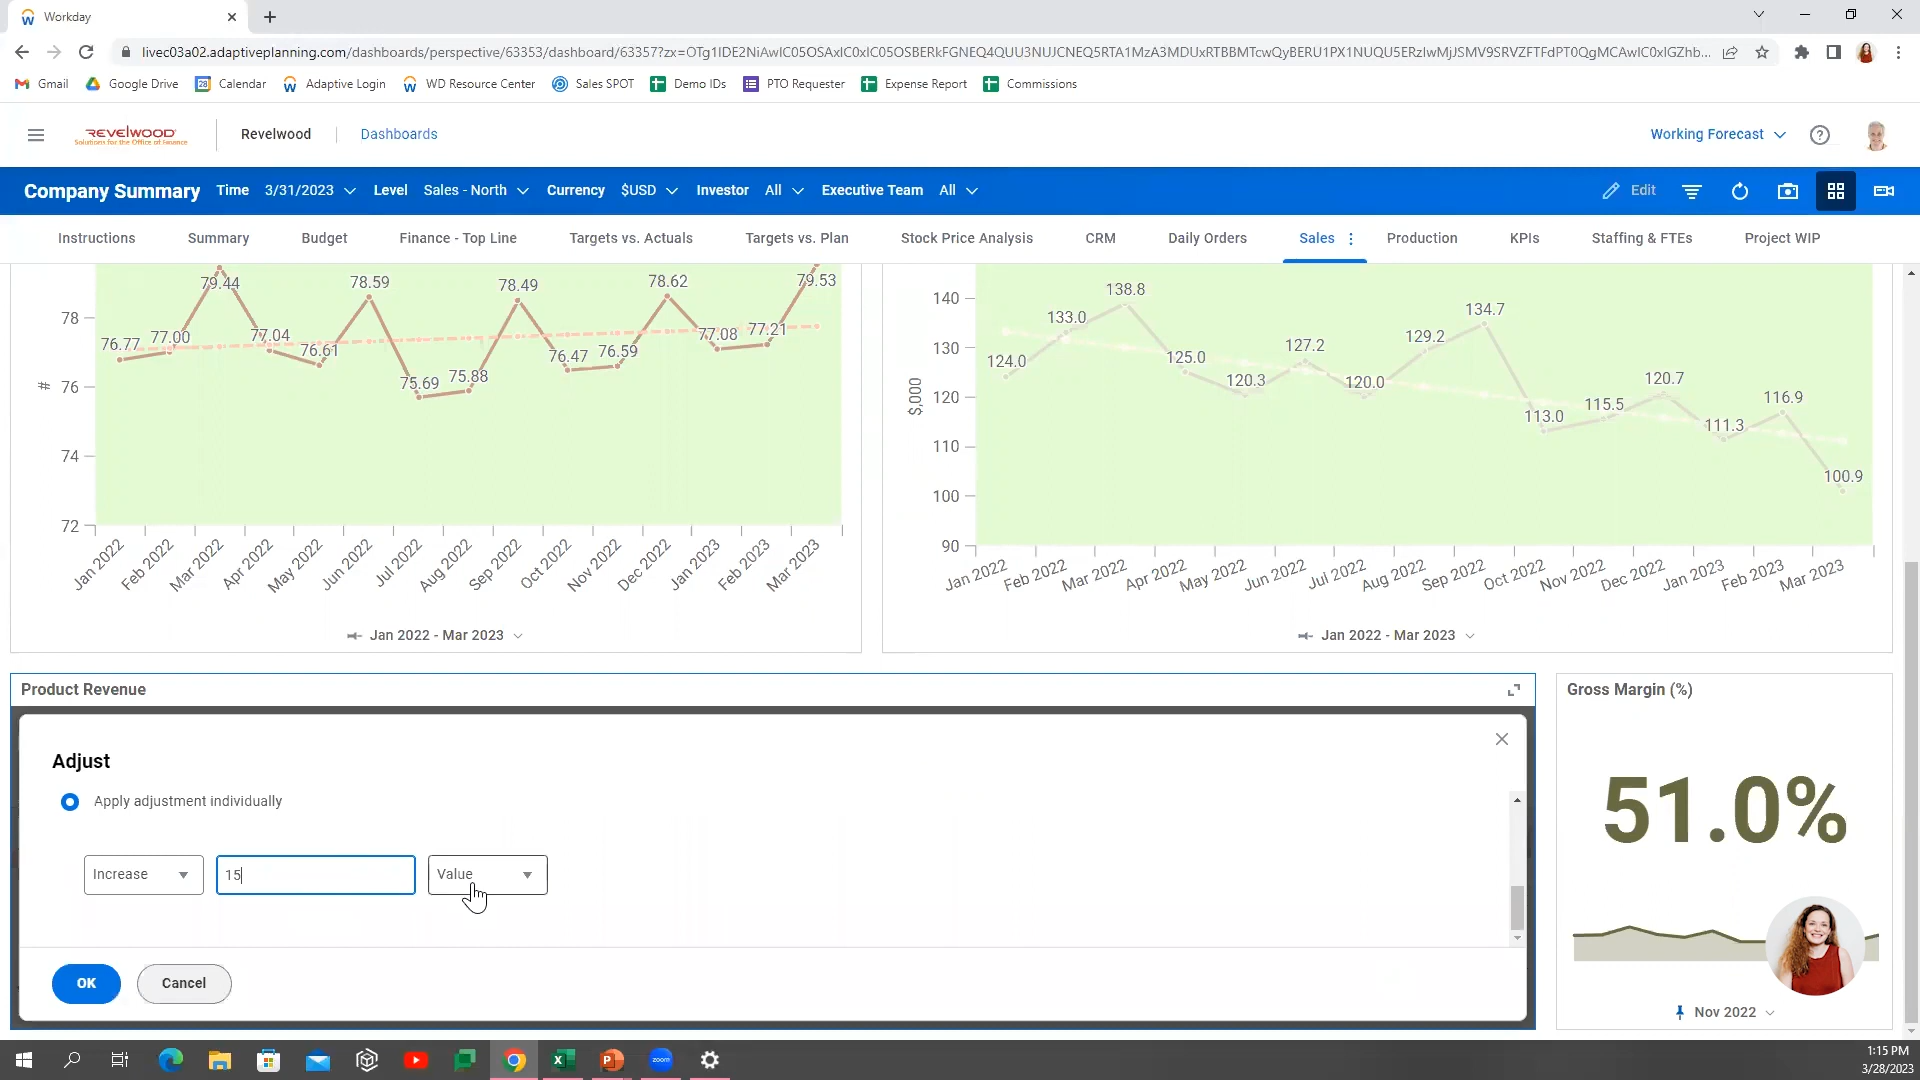 Workday
livec03a02.adaptiveplanning.com/dashboards/perspective/63353/dashboard/63357?zx=
Gmail Google Drive Calendar Adaptive Login WD Resource Center Sales SPOT Demo IDs PTO Requester Expense Report Commissions
REVELWOOD Revelwood Dashboards Working Forecast
Solutions for the Office of Finance
Company Summary Time 3/31/2023 Level Sales - North Currency $USD Investor All Executive Team All Edit
Instructions Summary Budget Finance - Top Line Targets vs. Actuals Targets vs. Plan Stock Price Analysis CRM Daily Orders Sales Production KPIs Staffing & FTEs Project WIP
78
76
74
72
#
76.77 77.00 79.44 77.04 76.61 78.59 75.69 75.88 78.49 76.47 76.59 78.62 77.08 77.21 79.53
Jan 2022 Feb 2022 Mar 2022 Apr 2022 May 2022 Jun 2022 Jul 2022 Aug 2022 Sep 2022 Oct 2022 Nov 2022 Dec 2022 Jan 2023 Feb 2023 Mar 2023
Jan 2022 - Mar 2023
140
130
120
110
100
90
$,000
124.0 133.0 138.8 125.0 120.3 127.2 120.0 129.2 134.7 113.0 115.5 120.7 111.3 116.9 100.9
Jan 2022 Feb 2022 Mar 2022 Apr 2022 May 2022 Jun 2022 Jul 2022 Aug 2022 Sep 2022 Oct 2022 Nov 2022 Dec 2022 Jan 2023 Feb 2023 Mar 2023
Jan 2022 - Mar 2023
Product Revenue
Adjust
Apply adjustment individually
Increase 15 Value
OK Cancel
Gross Margin (%)
51.0%
Nov 2022
zoom
1:15 PM
3/28/2023